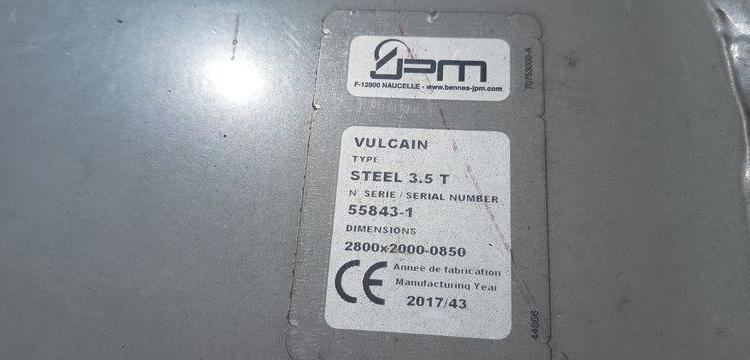 JPM
F-12800 NAUCELLE - www.bennes-jpm.com
70753000-A
VULCAIN
TYPE
STEEL 3.5 T
N SERIE / SERIAL NUMBER
55843-1
DIMENSIONS
2800x2000-0850
CE
Année de fabrication
Manufacturing Year
2017/43
44866